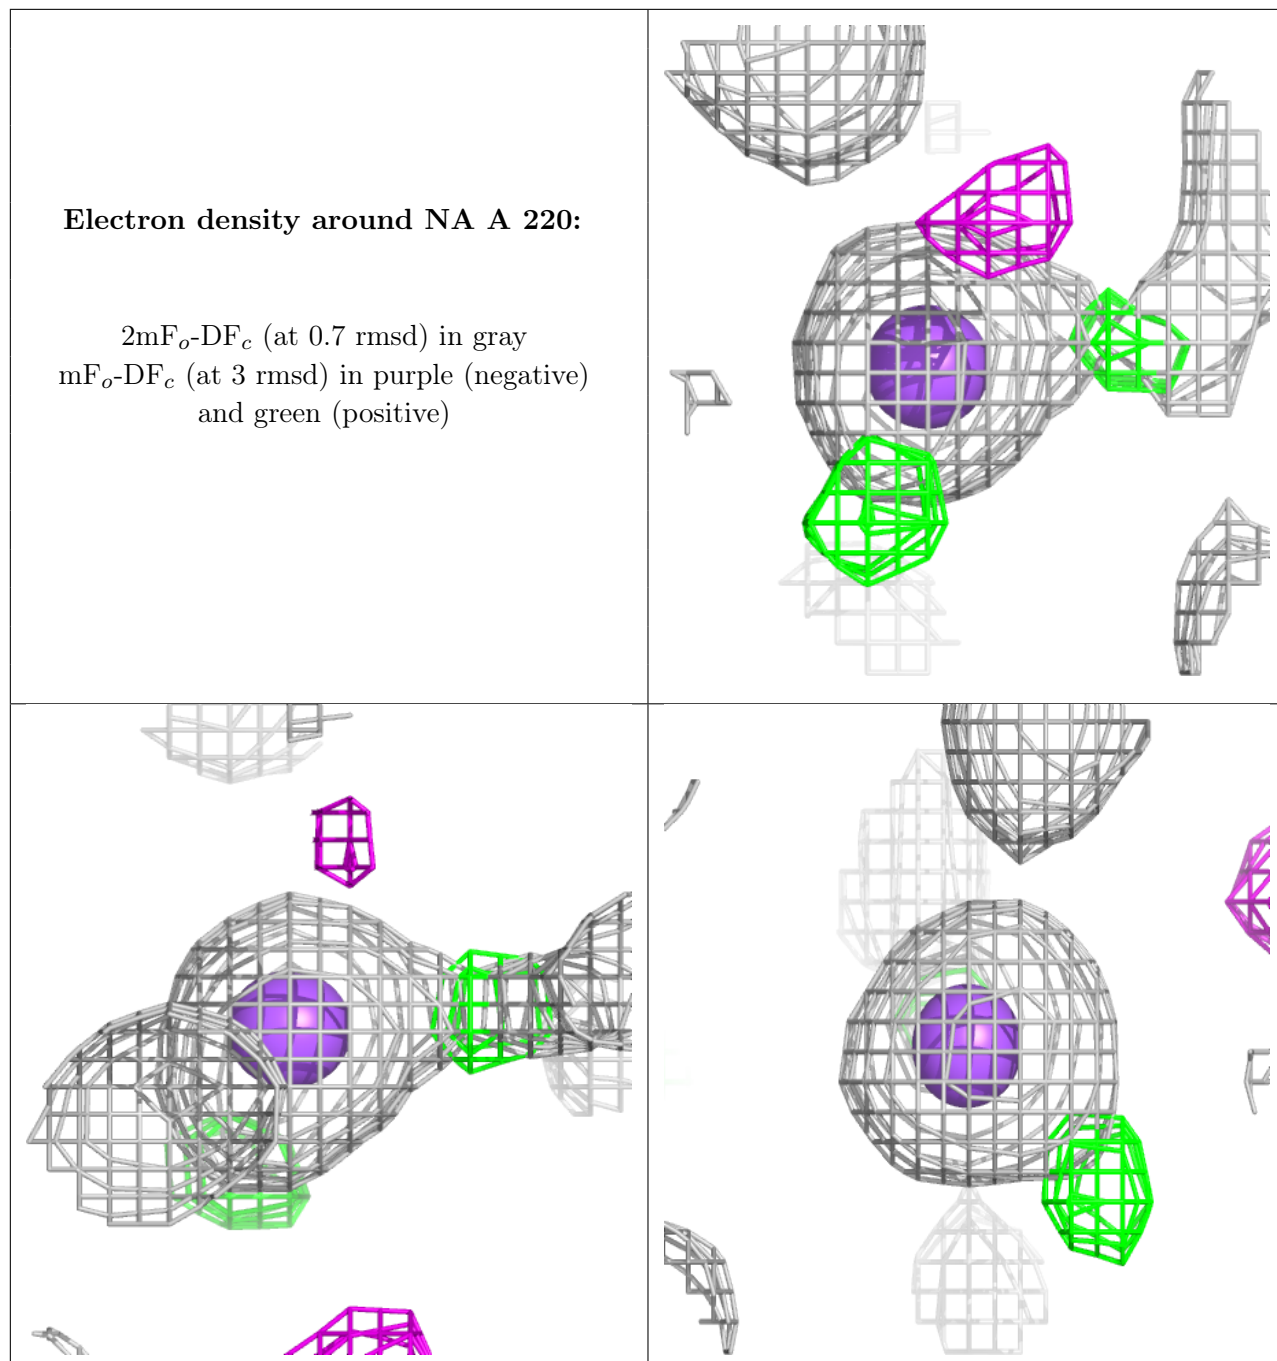 Electron density around NA A 220:
2mFo-DFc (at 0.7 rmsd) in gray
mFo-DFc (at 3 rmsd) in purple (negative)
and green (positive)